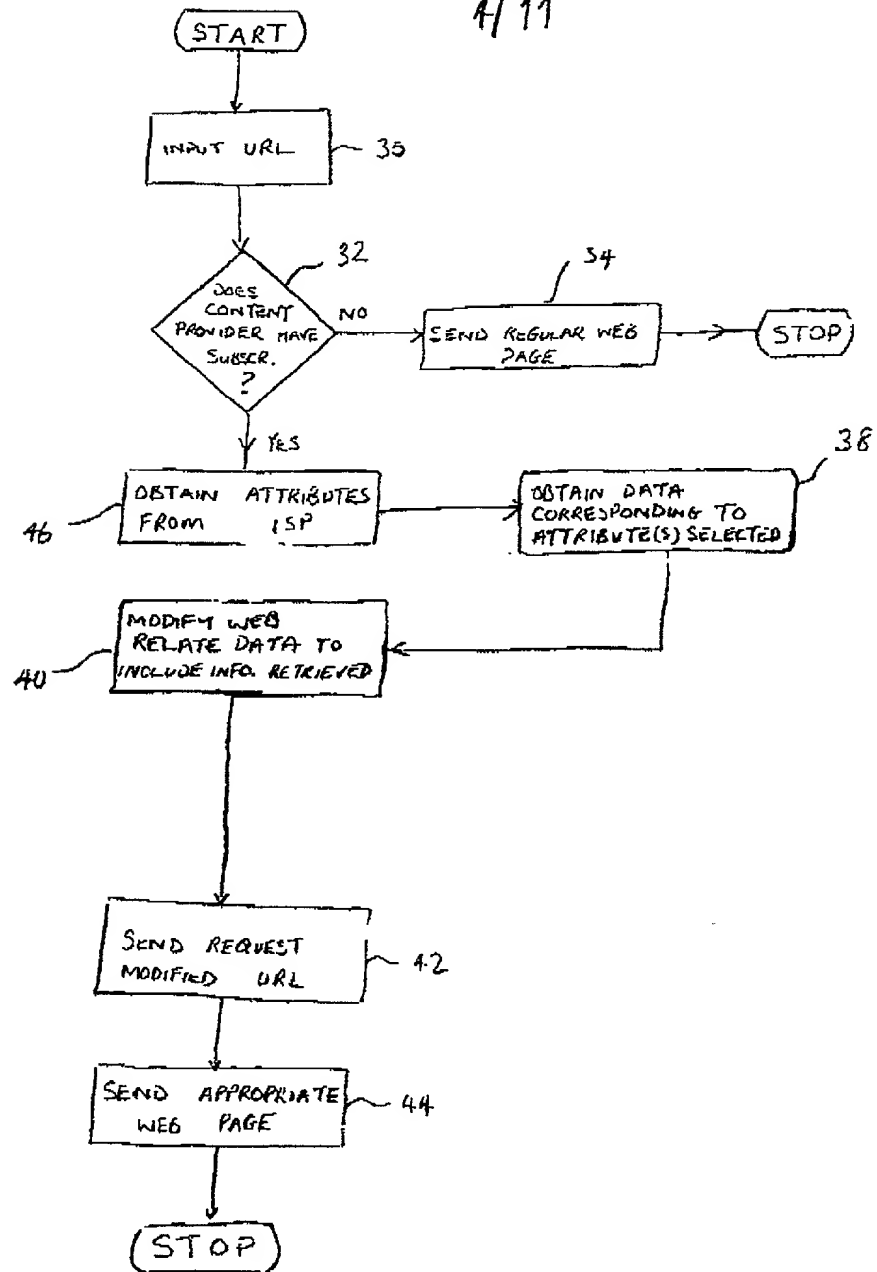 4/11
START
INPUT URL
30
32
DOES
CONTENT
PROVIDER HAVE
SUBSCR.
?
NO
34
SEND REGULAR WEB
PAGE
STOP
YES
OBTAIN ATTRIBUTES
FROM ISP
46
38
OBTAIN DATA
CORRESPONDING TO
ATTRIBUTE(S) SELECTED
MODIFY WEB
RELATE DATA TO
INCLUDE INFO. RETRIEVED
40
SEND REQUEST
MODIFIED URL
42
SEND APPROPRIATE
WEB PAGE
44
STOP